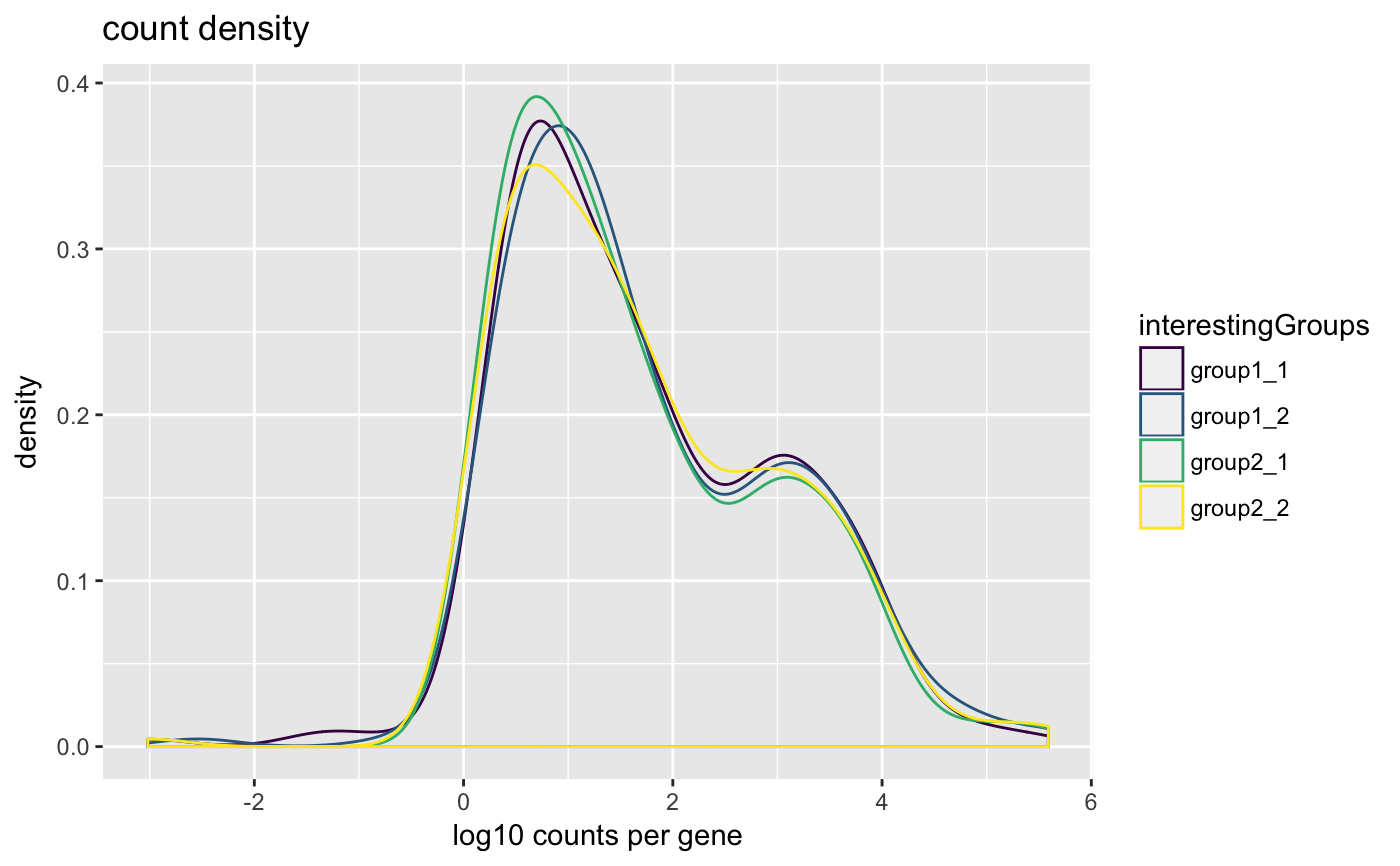 count density
0.4
0.3
0.2
0.1
0.0
density
-2
0
2
4
6
log10 counts per gene
interestingGroups
group1_1
group1_2
group2_1
group2_2